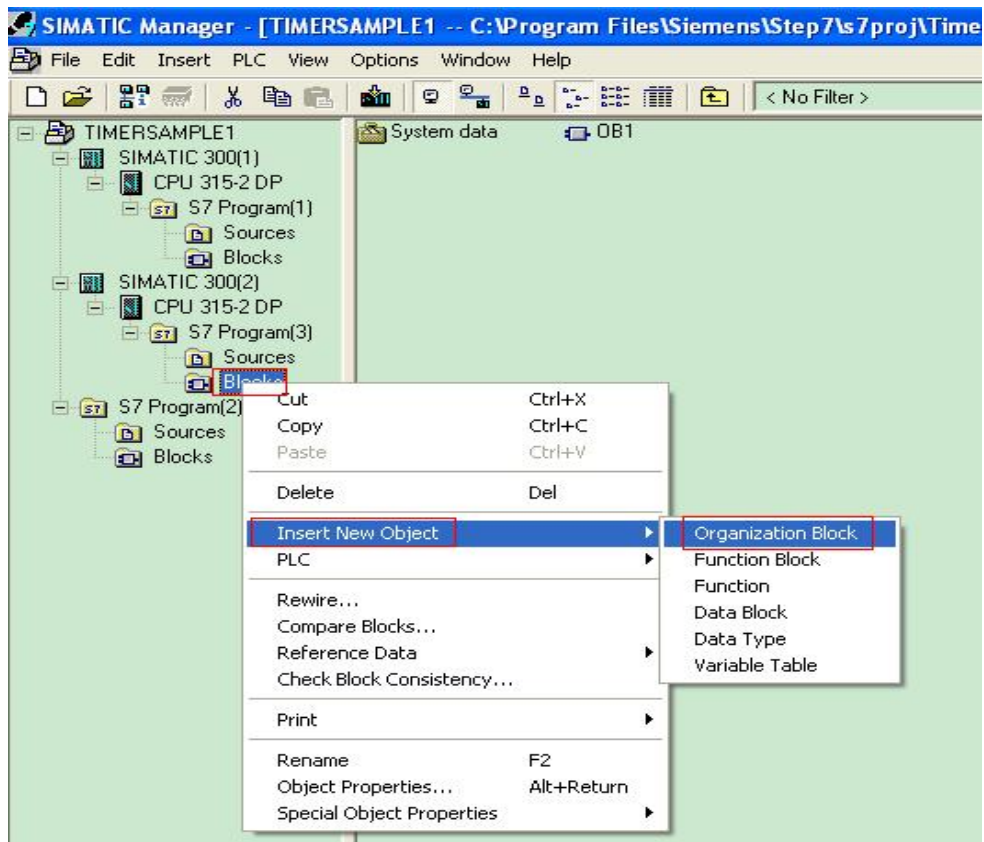 SIMATIC Manager - [TIMERSAMPLE1 -- C:\Program Files\Siemens\Step7\s7proj\Time
File Edit Insert PLC View Options Window Help
< No Filter >
TIMERSAMPLE1
SIMATIC 300(1)
CPU 315-2 DP
S7 Program(1)
Sources
Blocks
SIMATIC 300(2)
CPU 315-2 DP
S7 Program(3)
Sources
Blocks
S7 Program(2)
Sources
Blocks
System data OB1
Cut Ctrl+X
Copy Ctrl+C
Paste Ctrl+V
Delete Del
Insert New Object
PLC
Rewire...
Compare Blocks...
Reference Data
Check Block Consistency...
Print
Rename F2
Object Properties... Alt+Return
Special Object Properties
Organization Block
Function Block
Function
Data Block
Data Type
Variable Table